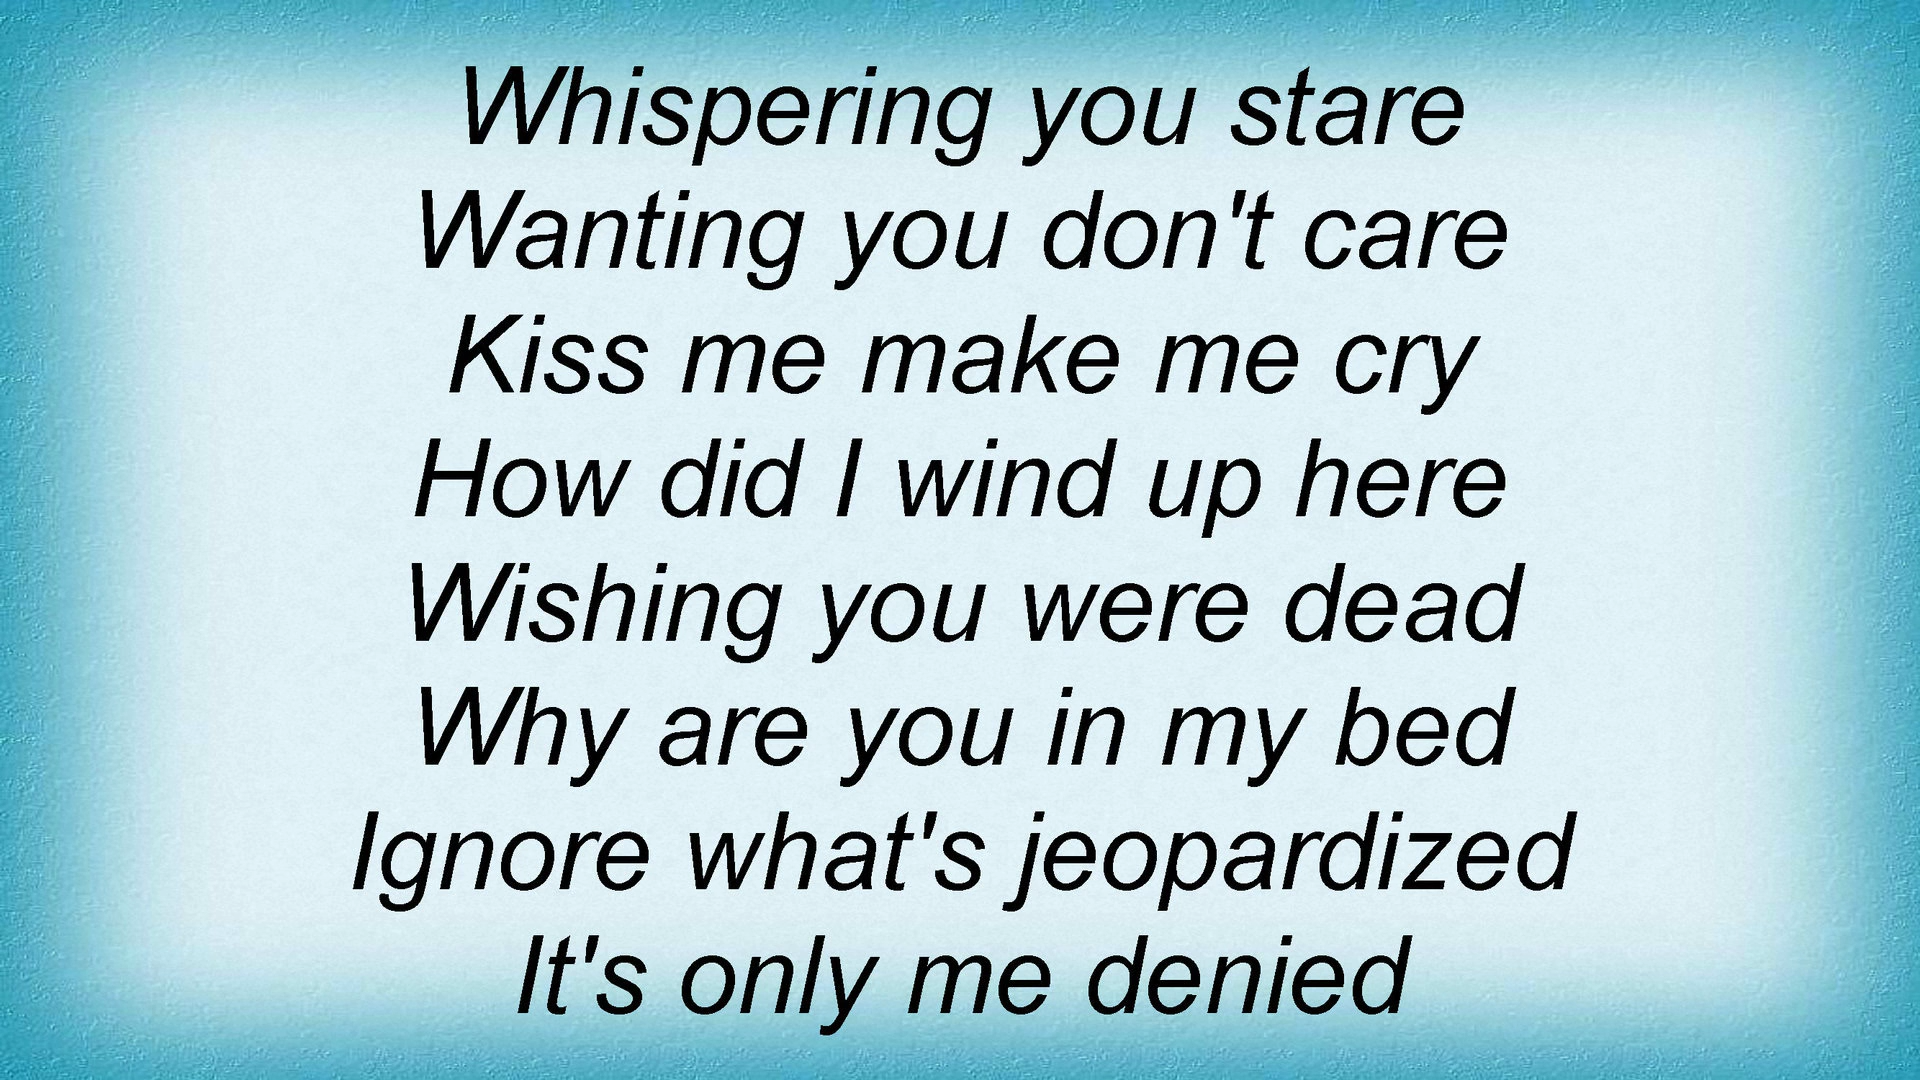 Whispering you stare
Wanting you don't care
Kiss me make me cry
How did I wind up here
Wishing you were dead
Why are you in my bed
Ignore what's jeopardized
It's only me denied